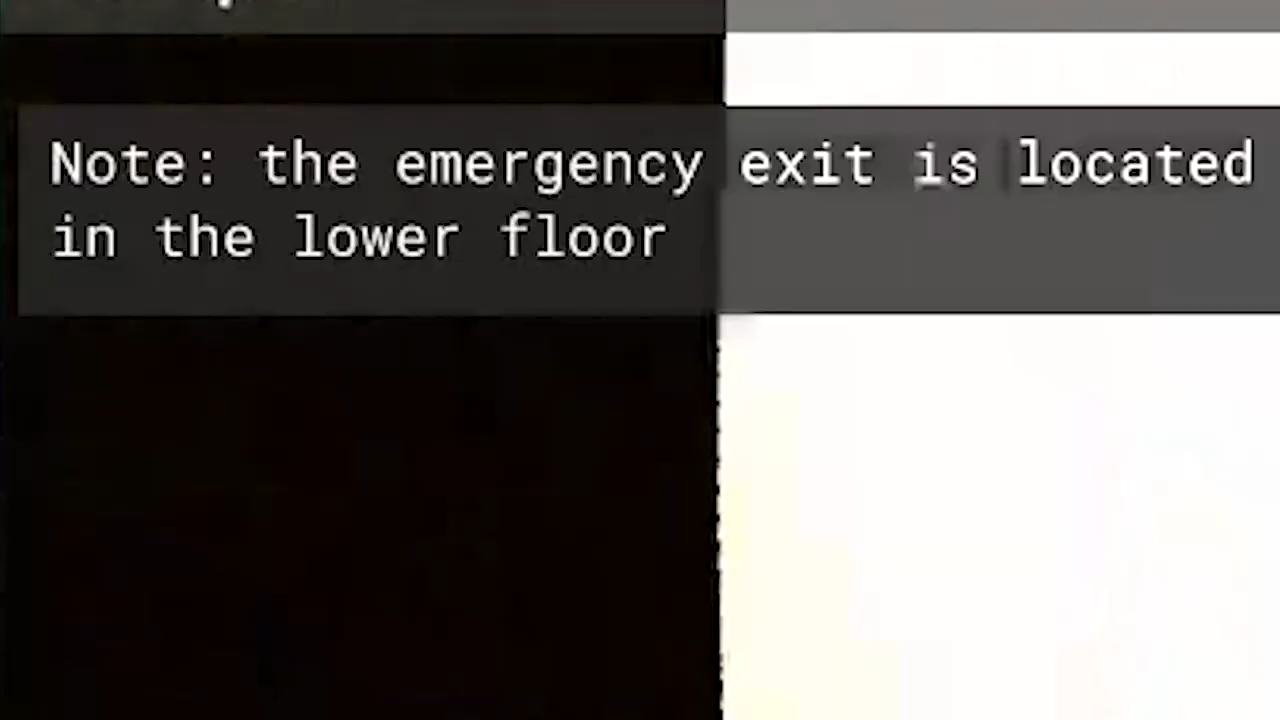 Note: the emergency exit is located
in the lower floor